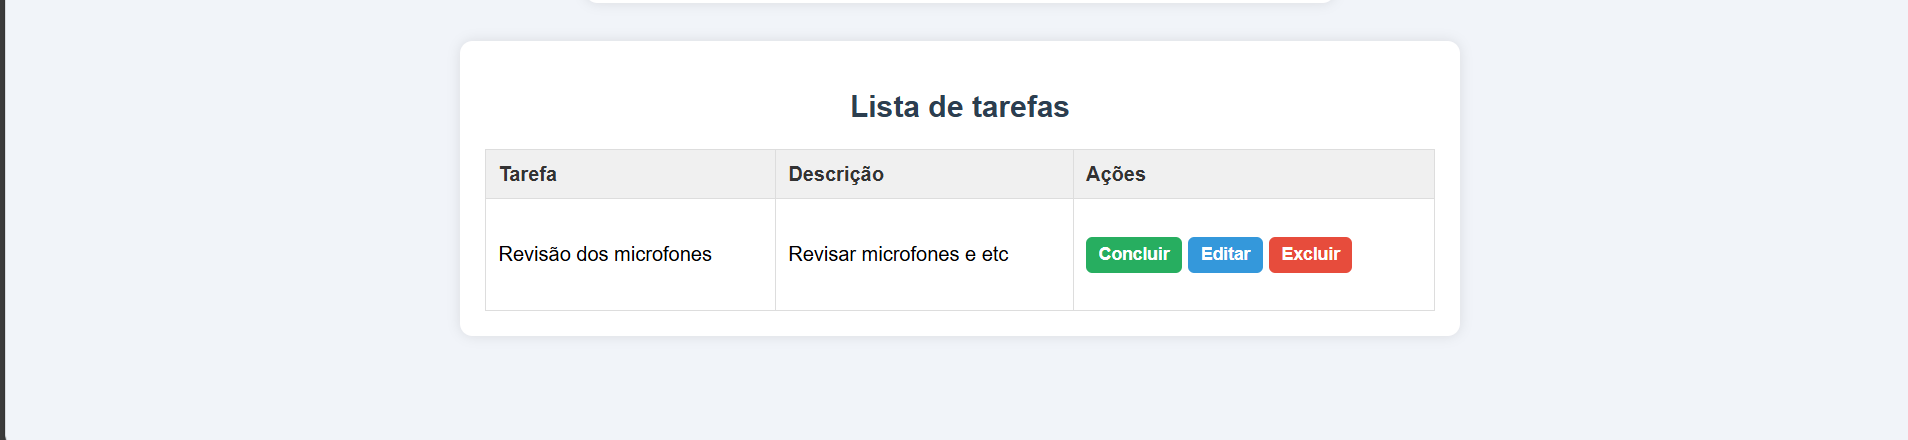 Lista de tarefas
Tarefa Descrição Ações
Revisão dos microfones Revisar microfones e etc Concluir Editar Excluir